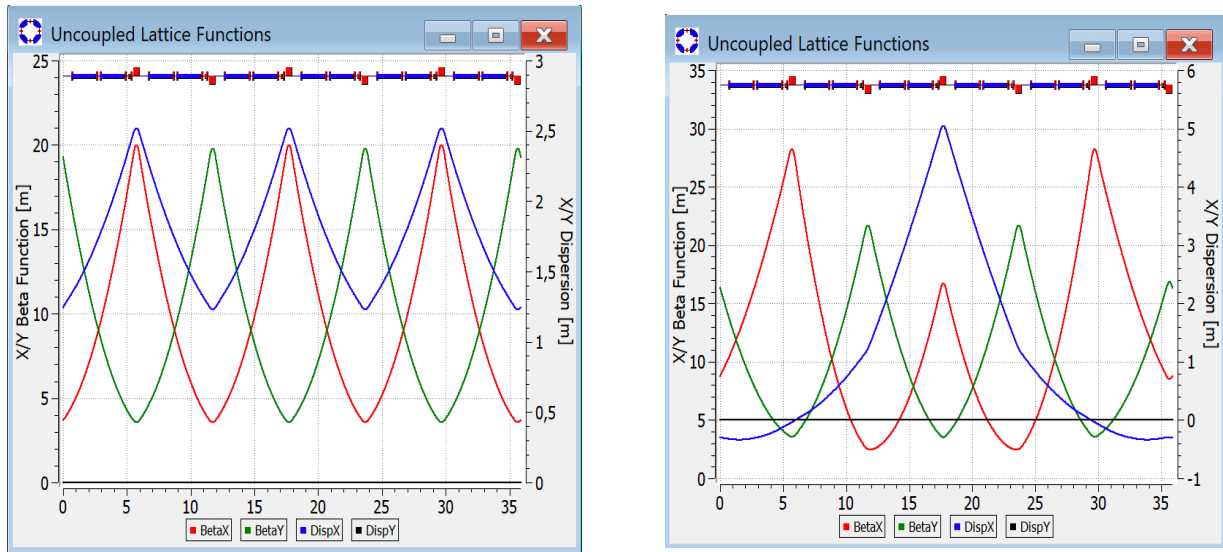 Uncoupled Lattice Functions
25
20
15
10
5
0
X/Y Beta Function [m]
3
2,5
2
1,5
1
0,5
0
X/Y Dispersion [m]
0 5 10 15 20 25 30 35
BetaX BetaY DispX DispY
Uncoupled Lattice Functions
35
30
25
20
15
10
5
0
X/Y Beta Function [m]
6
5
4
3
2
1
0
-1
X/Y Dispersion [m]
0 5 10 15 20 25 30 35
BetaX BetaY DispX DispY